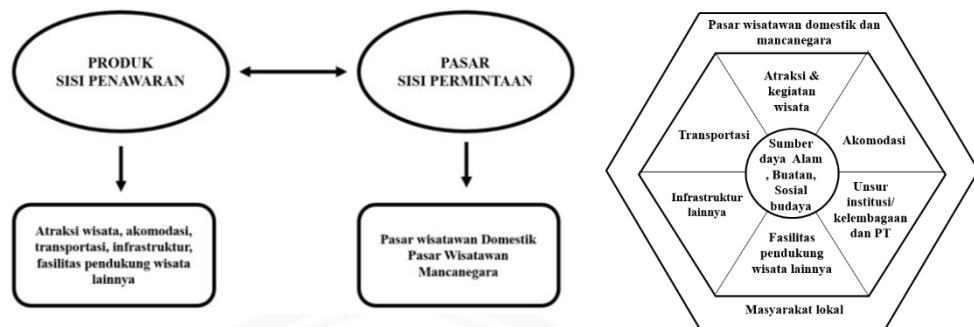 PRODUK
SISI PENAWARAN
PASAR
SISI PERMINTAAN
Atraksi wisata, akomodasi,
transportasi, infrastruktur,
fasilitas pendukung wisata
lainnya
Pasar wisatawan Domestik
Pasar Wisatawan
Mancanegara
Pasar wisatawan domestik dan
mancanegara
Atraksi &
kegiatan
wisata
Transportasi
Akomodasi
Sumber
daya Alam
, Buatan,
Sosial
budaya
Infrastruktur
lainnya
Unsur
institusi/
kelembagaan
dan PT
Fasilitas
pendukung
wisata lainnya
Masyarakat lokal